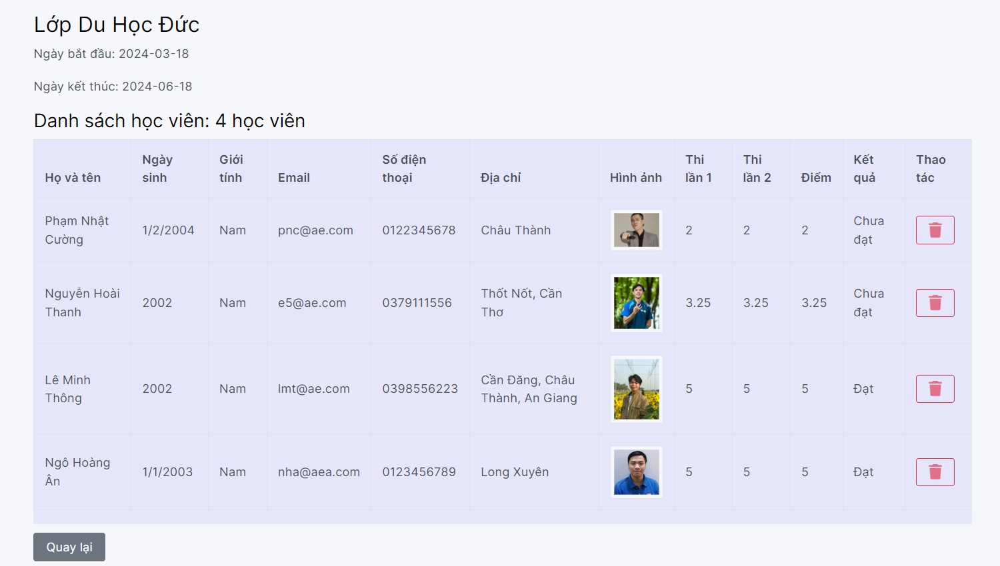 Lớp Du Học Đức
Ngày bắt đầu: 2024-03-18
Ngày kết thúc: 2024-06-18
Danh sách học viên: 4 học viên
Họ và tên
Ngày
sinh
Giới
tính
Email
Số điện
thoại
Địa chỉ
Hình ảnh
Thi
lần 1
Thi
lần 2
Điểm
Kết
quả
Thao
tác
Phạm Nhật
Cường
1/2/2004
Nam
pnc@ae.com
0122345678
Châu Thành
2
2
2
Chưa
đạt
Nguyễn Hoài
Thanh
2002
Nam
e5@ae.com
0379111556
Thốt Nốt, Cần
Thơ
3.25
3.25
3.25
Chưa
đạt
Lê Minh
Thông
2002
Nam
lmt@ae.com
0398556223
Cần Đăng, Châu
Thành, An Giang
5
5
5
Đạt
Ngô Hoàng
Ân
1/1/2003
Nam
nha@aea.com
0123456789
Long Xuyên
5
5
5
Đạt
Quay lại